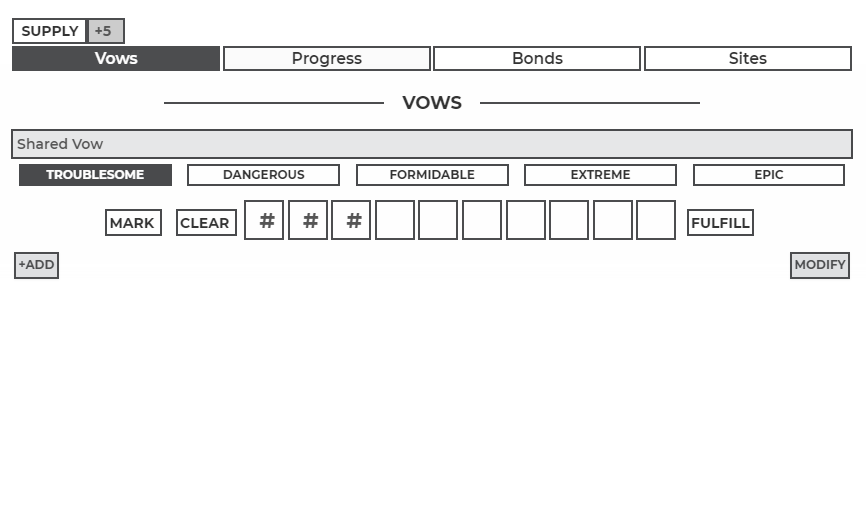 SUPPLY +5
Vows Progress Bonds Sites
VOWS
Shared Vow
TROUBLESOME DANGEROUS FORMIDABLE EXTREME EPIC
MARK CLEAR # # # FULFILL
+ADD MODIFY